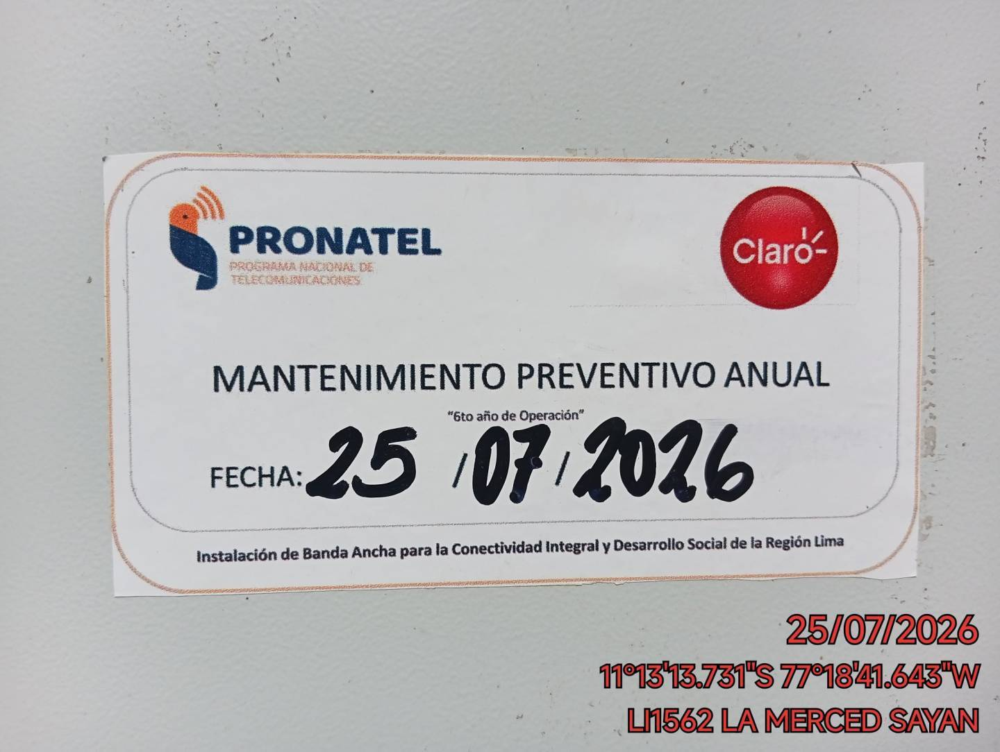 PRONATEL
PROGRAMA NACIONAL DE
TELECOMUNICACIONES
Claro
MANTENIMIENTO PREVENTIVO ANUAL
"6to año de Operación"
FECHA: 25 / 07 / 2026
Instalación de Banda Ancha para la Conectividad Integral y Desarrollo Social de la Región Lima
25/07/2026
11°13'13.731"S 77°18'41.643"W
LI1562 LA MERCED SAYAN